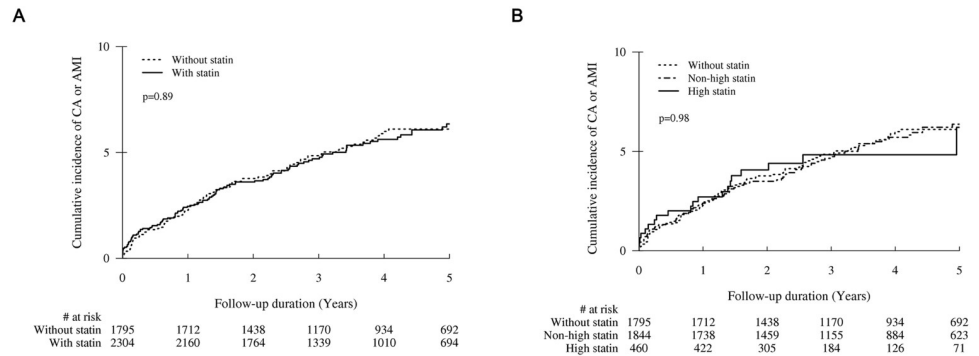 A
10
Without statin
With statin
p=0.89
5
0
Cumulative incidence of CA or AMI
0 1 2 3 4 5
Follow-up duration (Years)
# at risk
Without statin 1795 1712 1438 1170 934 692
With statin 2304 2160 1764 1339 1010 694
B
10
Without statin
Non-high statin
High statin
p=0.98
5
0
Cumulative incidence of CA or AMI
0 1 2 3 4 5
Follow-up duration (Years)
# at risk
Without statin 1795 1712 1438 1170 934 692
Non-high statin 1844 1738 1459 1155 884 623
High statin 460 422 305 184 126 71